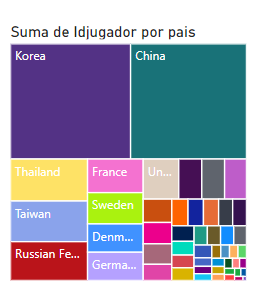 Suma de Idjugador por pais
Korea
China
Thailand
France
Un...
Taiwan
Sweden
Denm...
Russian Fe...
Germa...